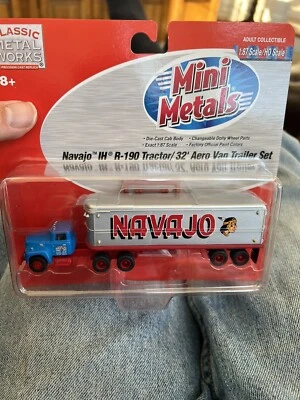 CLASSIC
METAL
WORKS
8+
ADULT COLLECTIBLE
1:87 Scale/HO Scale
Mini
Metals
• Die-Cast Cab Body
• Changeable Dolly Wheel Parts
• Exact 1:87 Scale
• Factory Official Paint Colors
Navajo™ IH® R-190 Tractor/32' Aero Van Trailer Set
NAVAJO